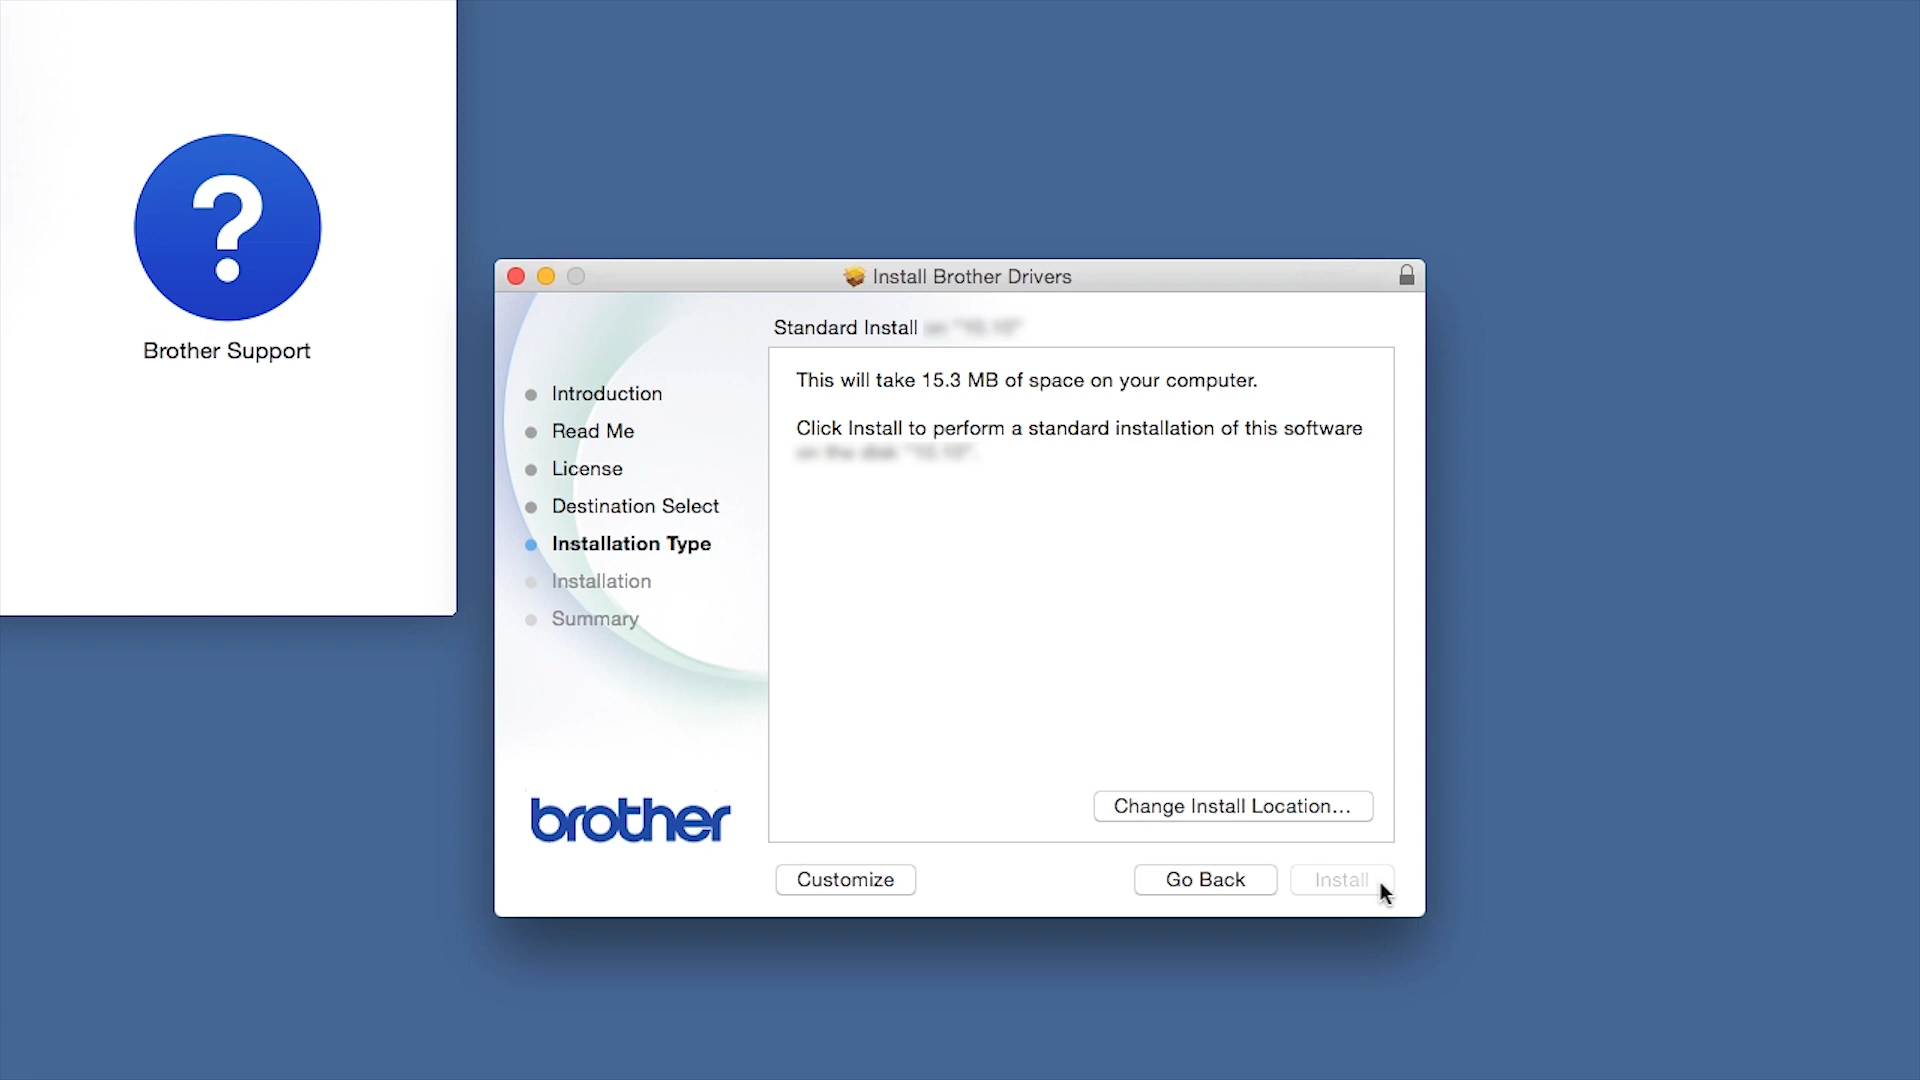 ?
Brother Support
Install Brother Drivers
Standard Install
Introduction
Read Me
License
Destination Select
Installation Type
Installation
Summary
This will take 15.3 MB of space on your computer.
Click Install to perform a standard installation of this software
Change Install Location...
brother
Customize
Go Back
Install